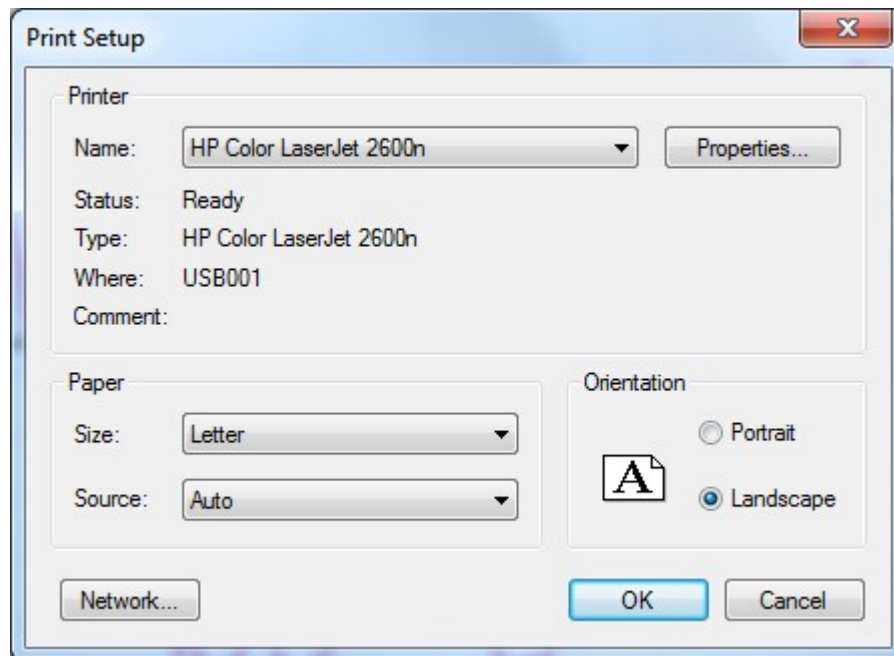 Print Setup
Printer
Name: HP Color LaserJet 2600n Properties...
Status: Ready
Type: HP Color LaserJet 2600n
Where: USB001
Comment:
Paper
Size: Letter
Source: Auto
Orientation
A
Portrait
Landscape
Network... OK Cancel